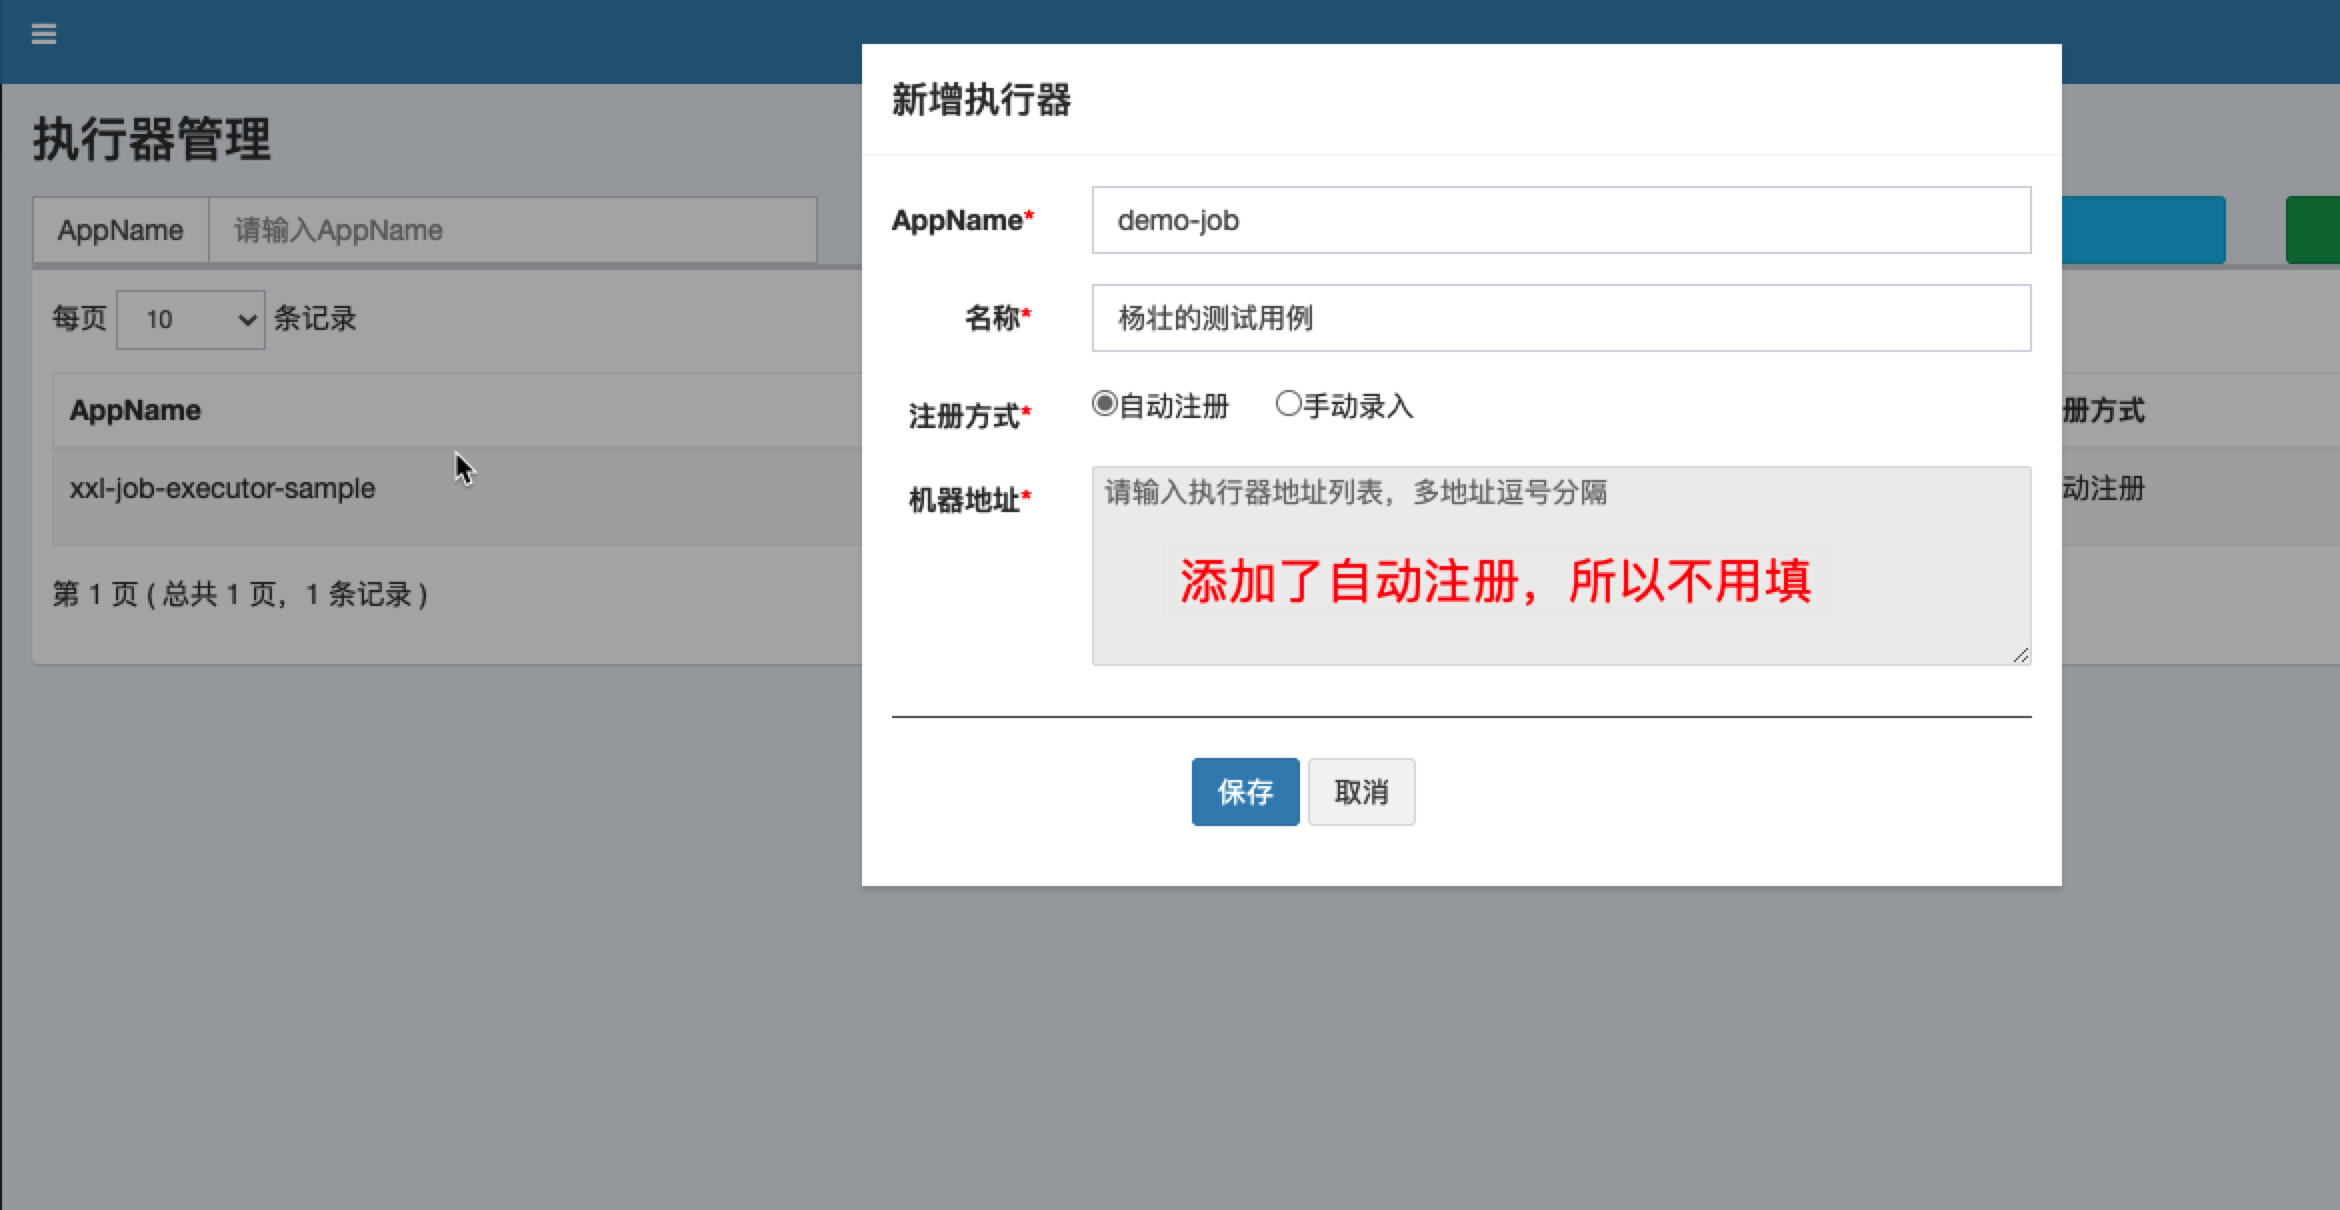 执行器管理
AppName 请输入AppName
每页 10 条记录
AppName 册方式
xxl-job-executor-sample 动注册
第 1 页 ( 总共 1 页，1 条记录 )
新增执行器
AppName* demo-job
名称* 杨壮的测试用例
注册方式* 自动注册 手动录入
机器地址* 请输入执行器地址列表，多地址逗号分隔
添加了自动注册，所以不用填
保存 取消